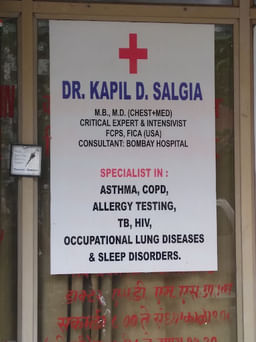 DR. KAPIL D. SALGIA
M.B., M.D. (CHEST+MED)
CRITICAL EXPERT & INTENSIVIST
FCPS, FICA (USA)
CONSULTANT: BOMBAY HOSPITAL
SPECIALIST IN :
ASTHMA, COPD,
ALLERGY TESTING,
TB, HIV,
OCCUPATIONAL LUNG DISEASES
& SLEEP DISORDERS.